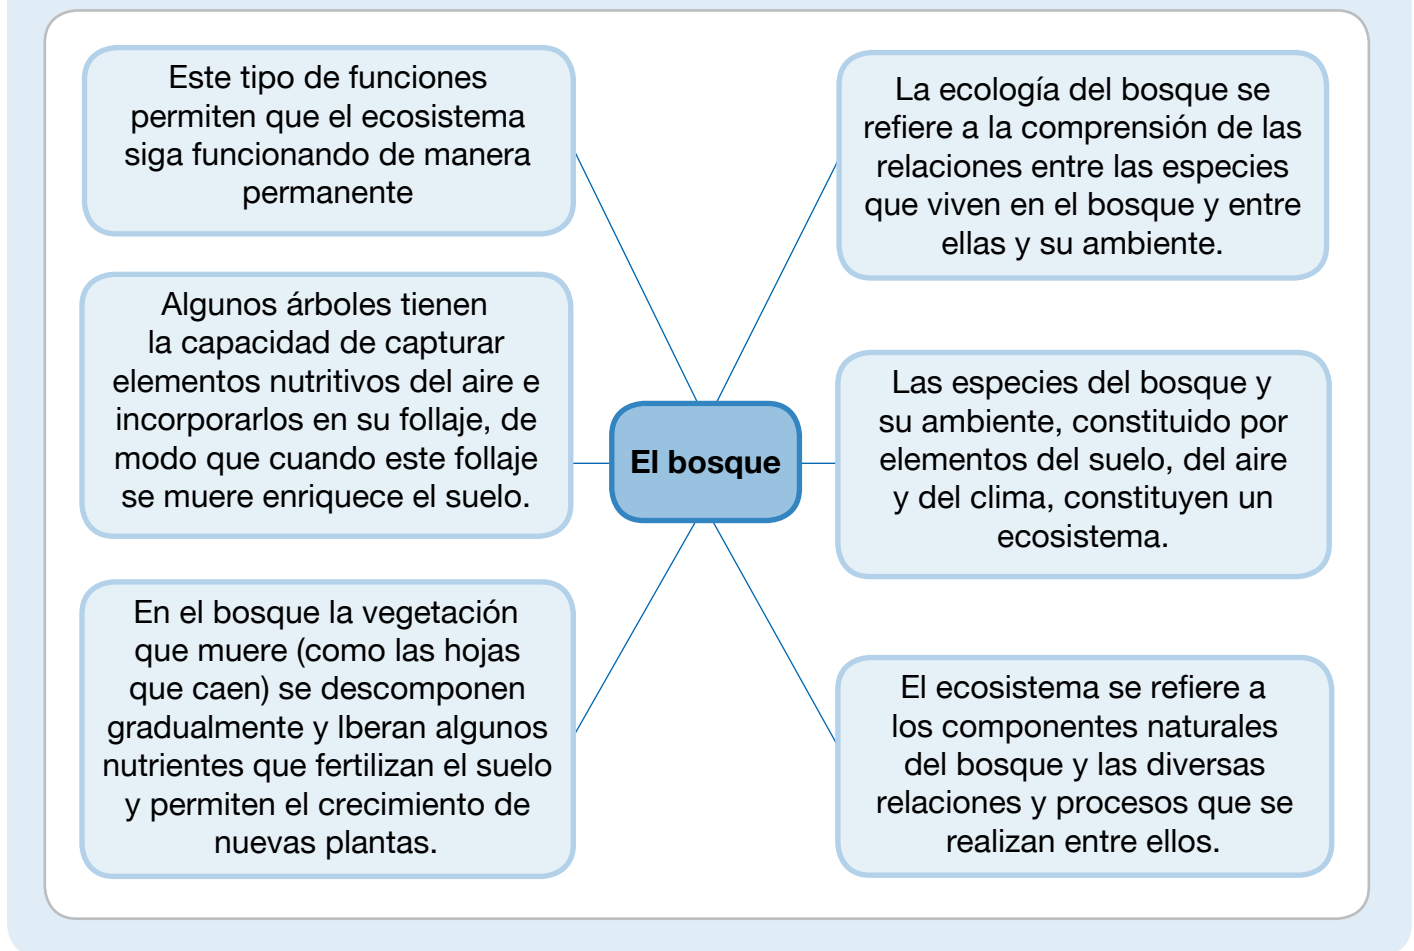 Este tipo de funciones
permiten que el ecosistema
siga funcionando de manera
permanente
Algunos árboles tienen
la capacidad de capturar
elementos nutritivos del aire e
incorporarlos en su follaje, de
modo que cuando este follaje
se muere enriquece el suelo.
En el bosque la vegetación
que muere (como las hojas
que caen) se descomponen
gradualmente y lberan algunos
nutrientes que fertilizan el suelo
y permiten el crecimiento de
nuevas plantas.
El bosque
La ecología del bosque se
refiere a la comprensión de las
relaciones entre las especies
que viven en el bosque y entre
ellas y su ambiente.
Las especies del bosque y
su ambiente, constituido por
elementos del suelo, del aire
y del clima, constituyen un
ecosistema.
El ecosistema se refiere a
los componentes naturales
del bosque y las diversas
relaciones y procesos que se
realizan entre ellos.